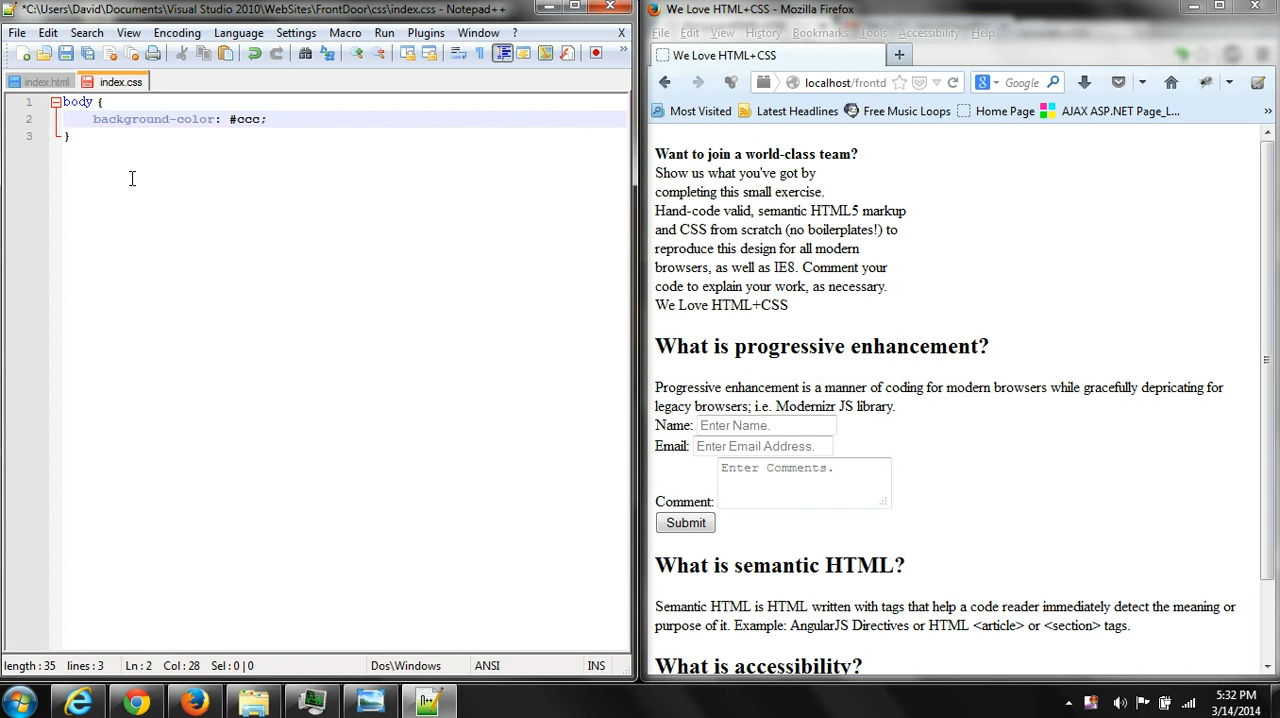 *C:\Users\David\Documents\Visual Studio 2010\WebSites\FrontDoor\css\index.css - Notepad++
File Edit Search View Encoding Language Settings Macro Run Plugins Window ? X
index.html index.css
1 body {
2 background-color: #ccc;
3 }
length : 35 lines : 3 Ln : 2 Col : 28 Sel : 0 | 0 Dos\Windows ANSI INS
We Love HTML+CSS - Mozilla Firefox
File Edit View History Bookmarks Tools Accessibility Help
We Love HTML+CSS
localhost/frontd Google
Most Visited Latest Headlines Free Music Loops Home Page AJAX ASP.NET Page_L...
Want to join a world-class team?
Show us what you've got by
completing this small exercise.
Hand-code valid, semantic HTML5 markup
and CSS from scratch (no boilerplates!) to
reproduce this design for all modern
browsers, as well as IE8. Comment your
code to explain your work, as necessary.
We Love HTML+CSS
What is progressive enhancement?
Progressive enhancement is a manner of coding for modern browsers while gracefully depricating for
legacy browsers; i.e. Modernizr JS library.
Name: Enter Name.
Email: Enter Email Address.
Enter Comments.
Comment:
Submit
What is semantic HTML?
Semantic HTML is HTML written with tags that help a code reader immediately detect the meaning or
purpose of it. Example: AngularJS Directives or HTML <article> or <section> tags.
What is accessibility?
5:32 PM
3/14/2014